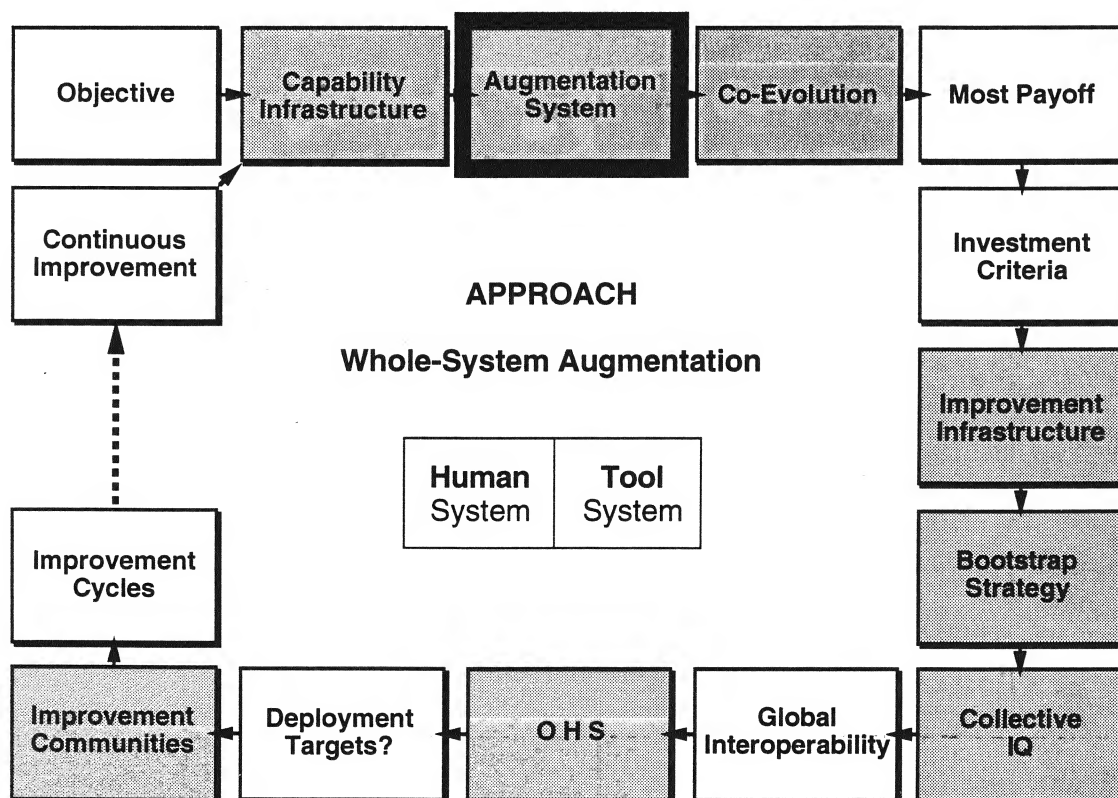 Objective
Capability
Infrastructure
Augmentation
System
Co-Evolution
Most Payoff
Continuous
Improvement
APPROACH
Whole-System Augmentation
Investment
Criteria
Improvement
Infrastructure
Human
System
Tool
System
Improvement
Cycles
Bootstrap
Strategy
Improvement
Communities
Deployment
Targets?
O H S
Global
Interoperability
Collective
IQ